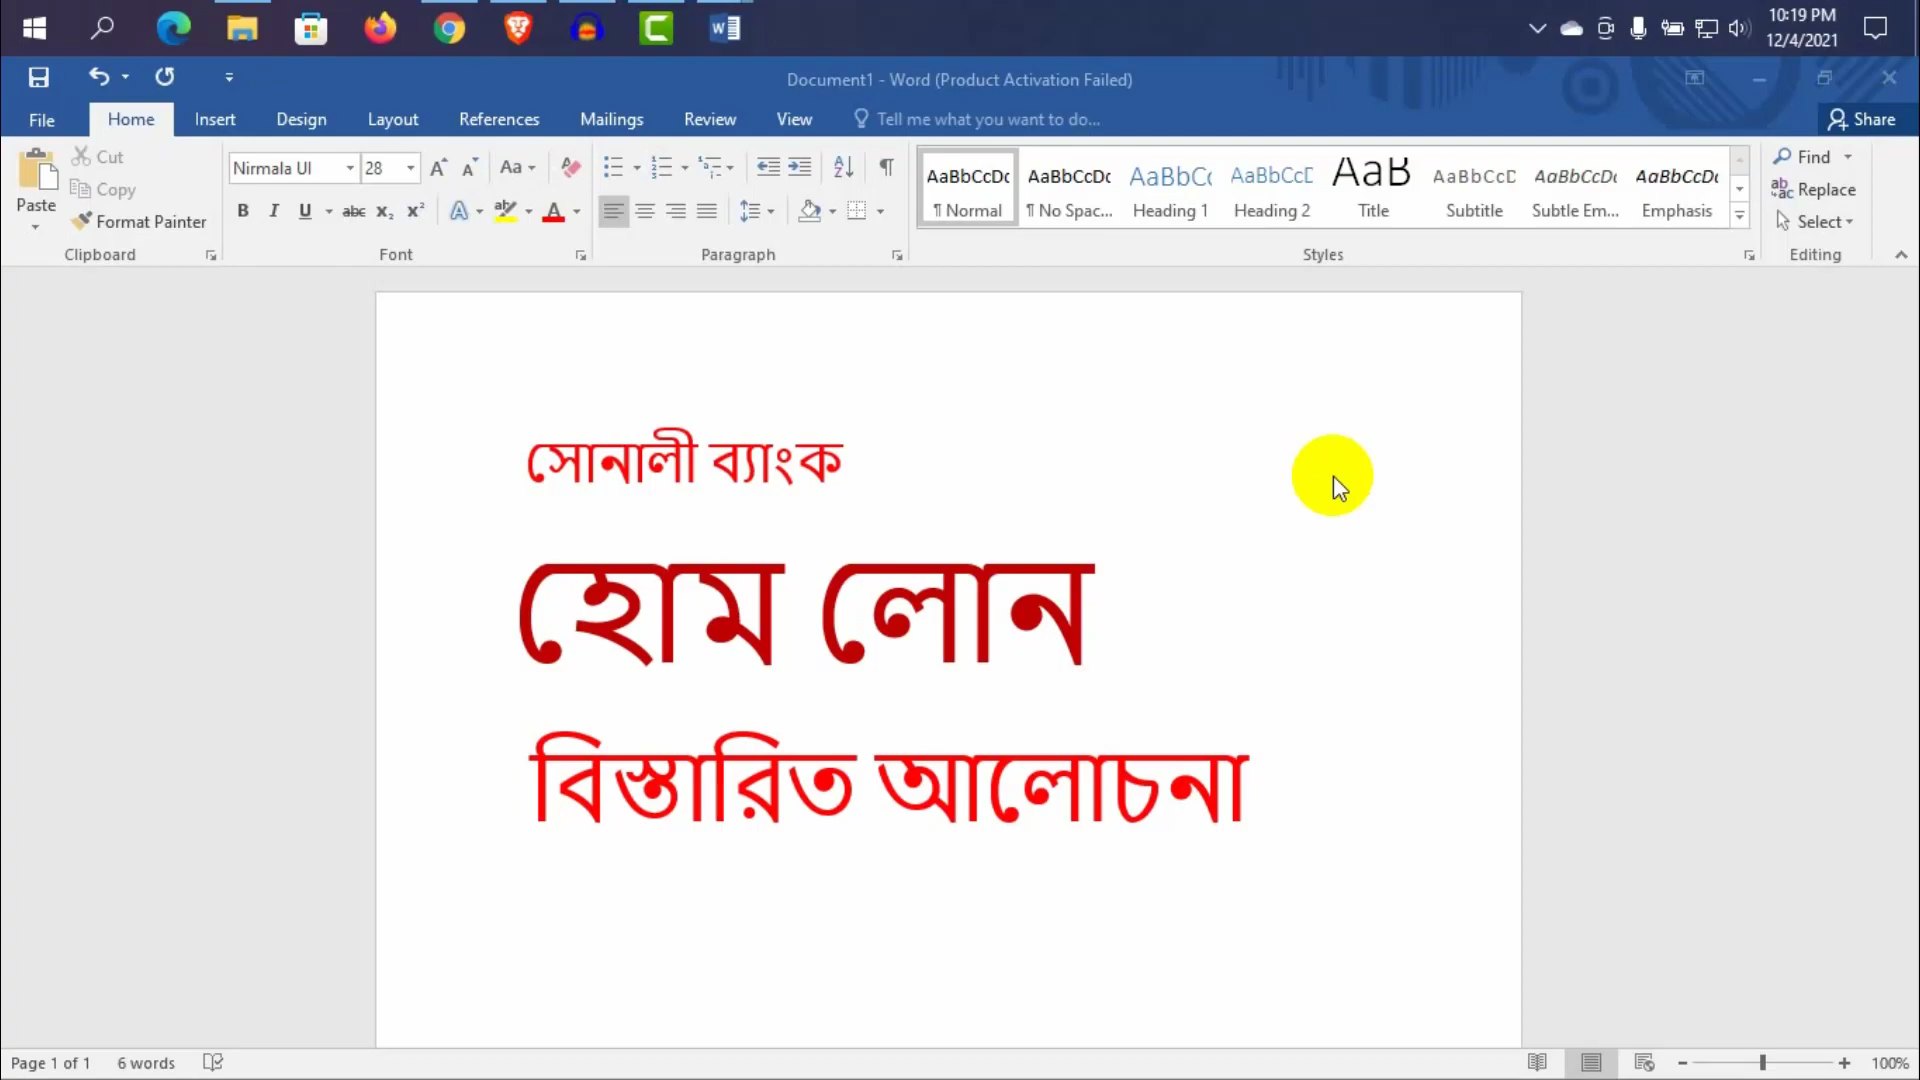 10:19 PM
12/4/2021
Document1 - Word (Product Activation Failed)
File Home Insert Design Layout References Mailings Review View Tell me what you want to do... Share
Paste
Cut
Copy
Format Painter
Clipboard
Nirmala UI 28
Font
Paragraph
AaBbCcDc AaBbCcDc AaBbCc AaBbCcD AaB AaBbCcD AaBbCcDc AaBbCcDc
¶ Normal ¶ No Spac... Heading 1 Heading 2 Title Subtitle Subtle Em... Emphasis
Styles
Find
Replace
Select
Editing
সোনালী ব্যাংক
হোম লোন
বিস্তারিত আলোচনা
Page 1 of 1 6 words 100%